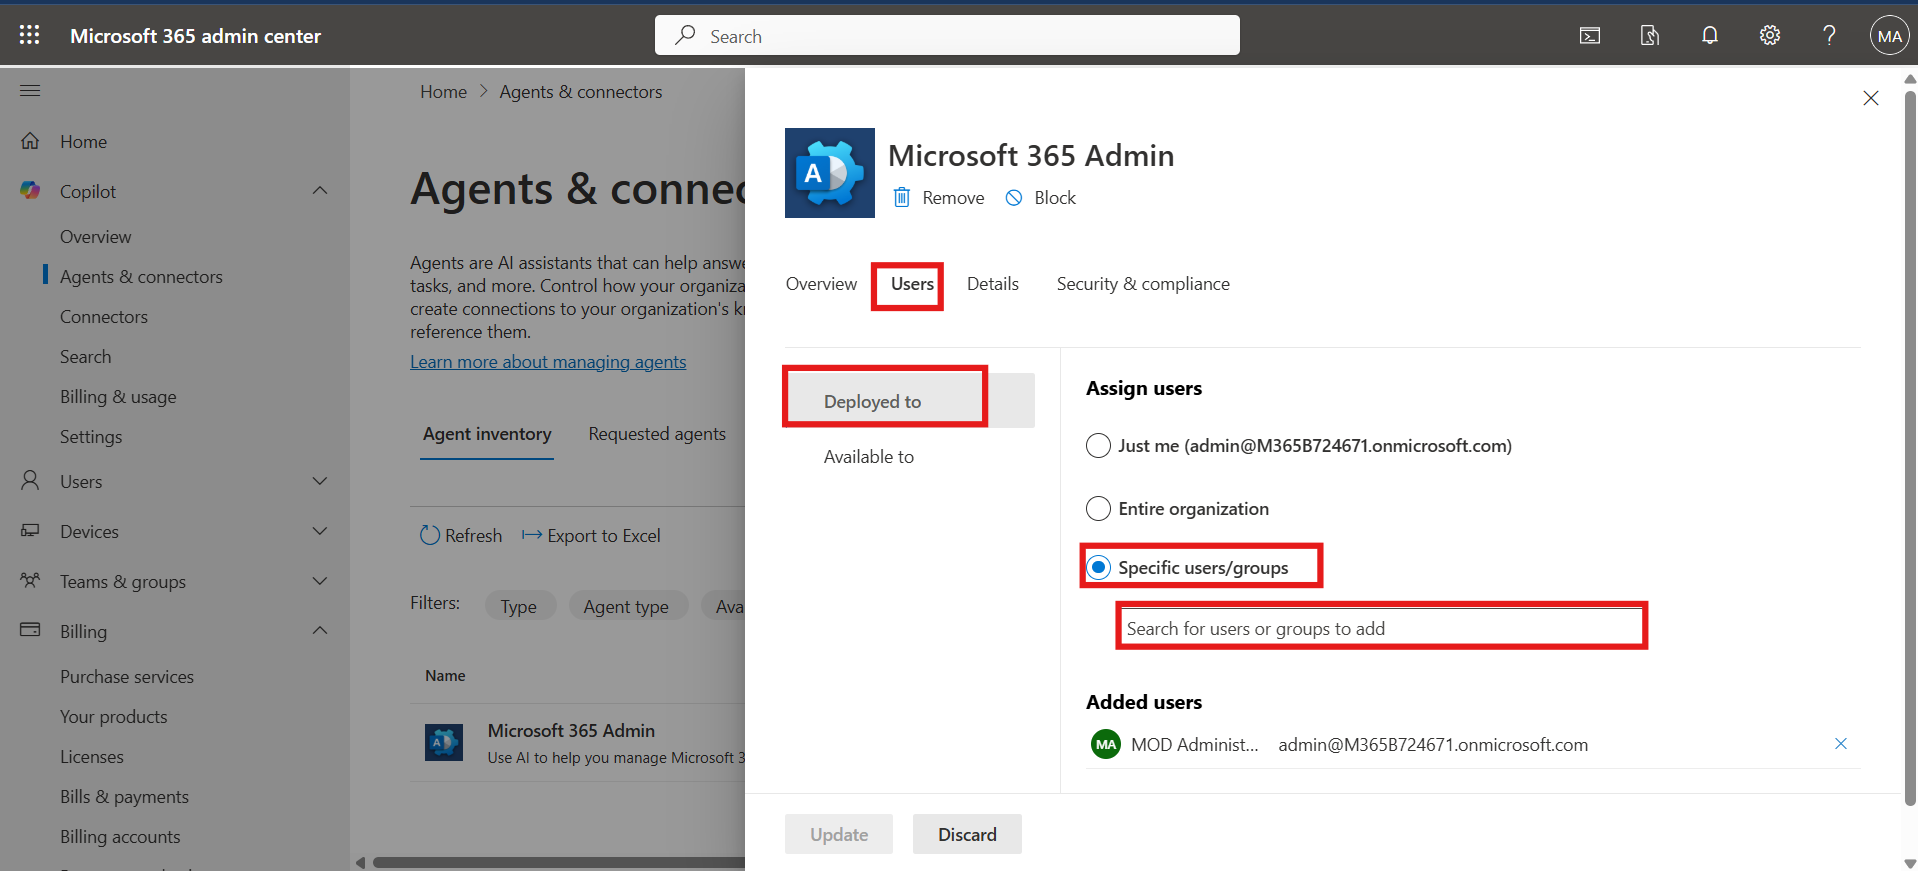 Microsoft 365 admin center
Search
MA
Home
Copilot
Overview
Agents & connectors
Connectors
Search
Billing & usage
Settings
Users
Devices
Teams & groups
Billing
Purchase services
Your products
Licenses
Bills & payments
Billing accounts
Home > Agents & connectors
Agents & connec
Agents are AI assistants that can help answe
tasks, and more. Control how your organiza
create connections to your organization's k
reference them.
Learn more about managing agents
Agent inventory Requested agents
Refresh Export to Excel
Filters: Type Agent type Ava
Name
Microsoft 365 Admin
Use AI to help you manage Microsoft 3
A
Microsoft 365 Admin
Remove Block
Overview Users Details Security & compliance
Deployed to
Available to
Assign users
Just me (admin@M365B724671.onmicrosoft.com)
Entire organization
Specific users/groups
Search for users or groups to add
Added users
MA MOD Administ... admin@M365B724671.onmicrosoft.com
Update Discard